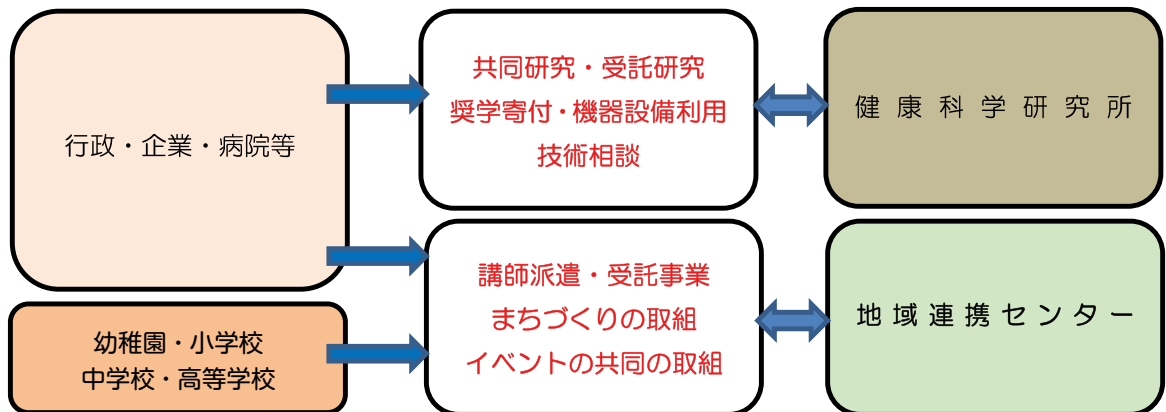 行政・企業・病院等
共同研究・受託研究
奨学寄付・機器設備利用
技術相談
健康科学研究所
幼稚園・小学校
中学校・高等学校
講師派遣・受託事業
まちづくりの取組
イベントの共同の取組
地域連携センター